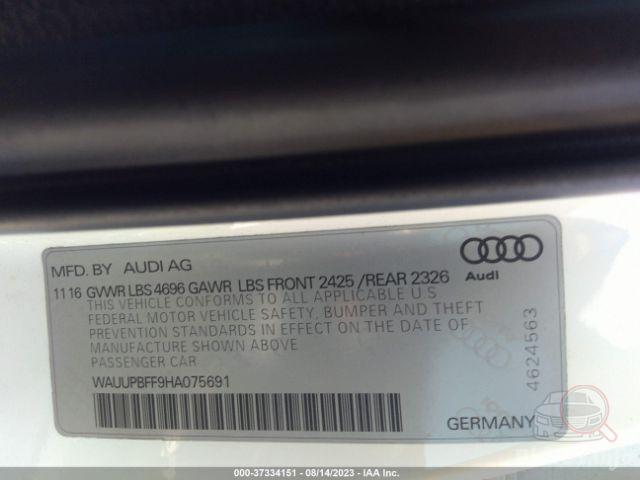 MFD. BY AUDI AG
11 16 GVWR LBS 4696 GAWR LBS FRONT 2425 /REAR 2326
THIS VEHICLE CONFORMS TO ALL APPLICABLE U.S.
FEDERAL MOTOR VEHICLE SAFETY, BUMPER AND THEFT
PREVENTION STANDARDS IN EFFECT ON THE DATE OF
MANUFACTURE SHOWN ABOVE
PASSENGER CAR
WAUUPBFF9HA075691
Audi
4624563
GERMANY
000-37334151 - 08/14/2023 - IAA Inc.